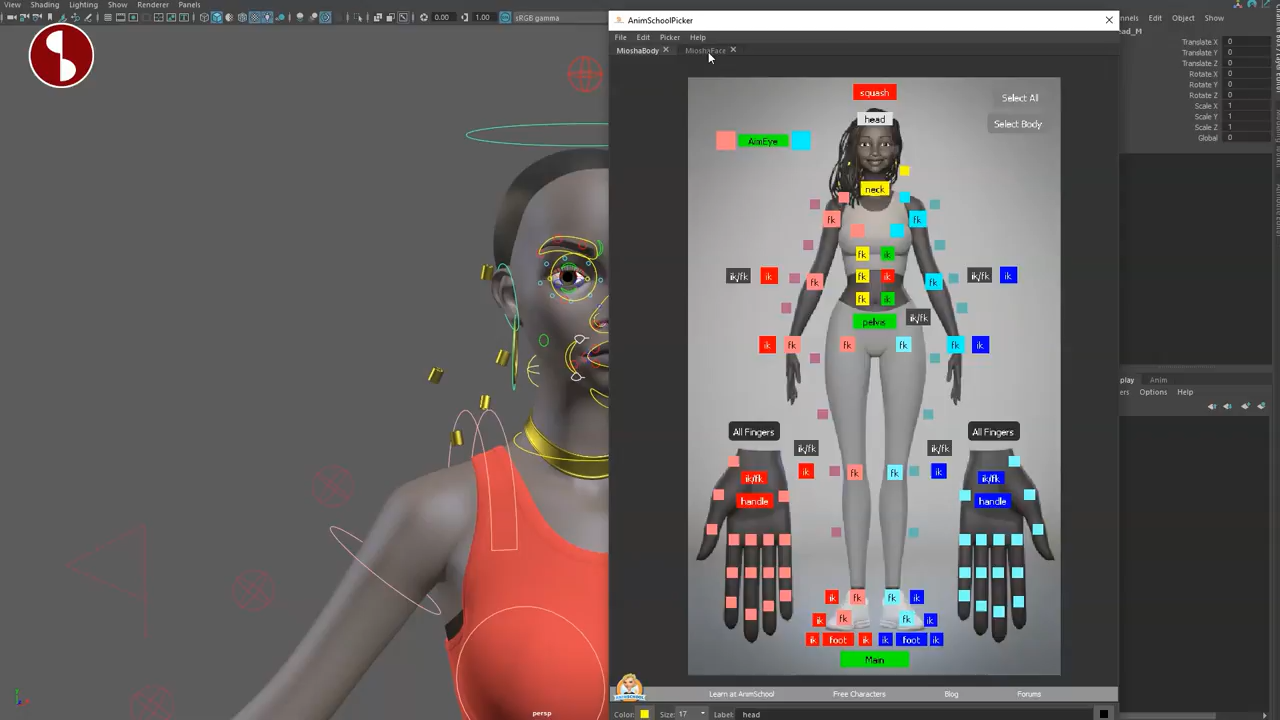 View Shading Lighting Show Renderer Panels
0.00 1.00 sRGB gamma
AnimSchoolPicker
File Edit Picker Help
MioshaBody MioshaFace
squash
head
Select All
Select Body
AimEye
neck
fk fk
fk ik
ik/fk ik fk fk ik fk ik/fk ik
fk ik
pelvis ik/fk
ik fk fk fk fk ik
All Fingers All Fingers
ik/fk ik/fk
ik fk fk ik
ik/fk ik/fk
handle handle
ik fk fk ik
ik fk fk ik
ik foot ik ik foot ik
Main
Learn at AnimSchool Free Characters Blog Forums
Color: Size: 17 Label: head
persp
Edit Object Show
Translate X 0
Translate Y 0
Translate Z 0
Rotate X 0
Rotate Y 0
Rotate Z 0
Scale X 1
Scale Y 1
Scale Z 1
Global 0
Anim
Options Help